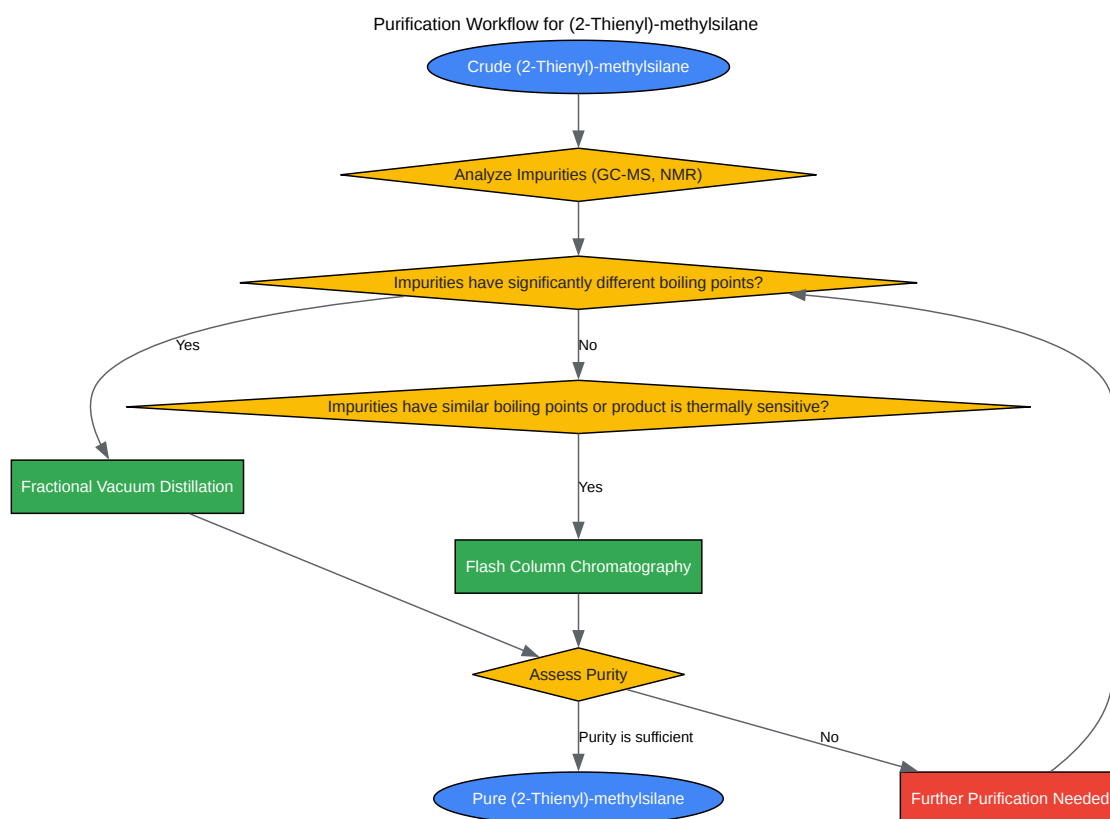 Purification Workflow for (2-Thienyl)-methylsilane
Crude (2-Thienyl)-methylsilane
Analyze Impurities (GC-MS, NMR)
Impurities have significantly different boiling points?
Yes
No
Impurities have similar boiling points or product is thermally sensitive?
Fractional Vacuum Distillation
Yes
Flash Column Chromatography
Assess Purity
Purity is sufficient
No
Pure (2-Thienyl)-methylsilane
Further Purification Needed